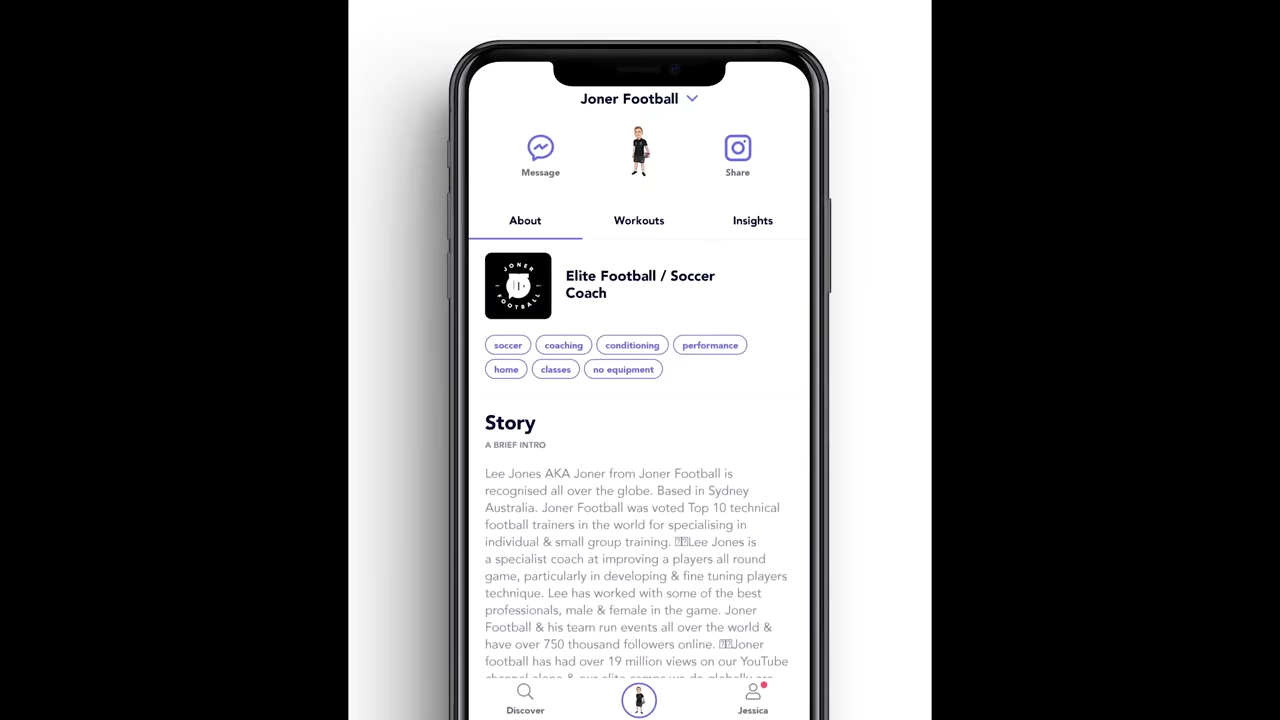 Joner Football
Message
Share
About
Workouts
Insights
JONER
FOOTBALL
Elite Football / Soccer
Coach
soccer
coaching
conditioning
performance
home
classes
no equipment
Story
A BRIEF INTRO
Lee Jones AKA Joner from Joner Football is
recognised all over the globe. Based in Sydney
Australia. Joner Football was voted Top 10 technical
football trainers in the world for specialising in
individual & small group training. Lee Jones is
a specialist coach at improving a players all round
game, particularly in developing & fine tuning players
technique. Lee has worked with some of the best
professionals, male & female in the game. Joner
Football & his team run events all over the world &
have over 750 thousand followers online. Joner
football has had over 19 million views on our YouTube
Discover
Jessica